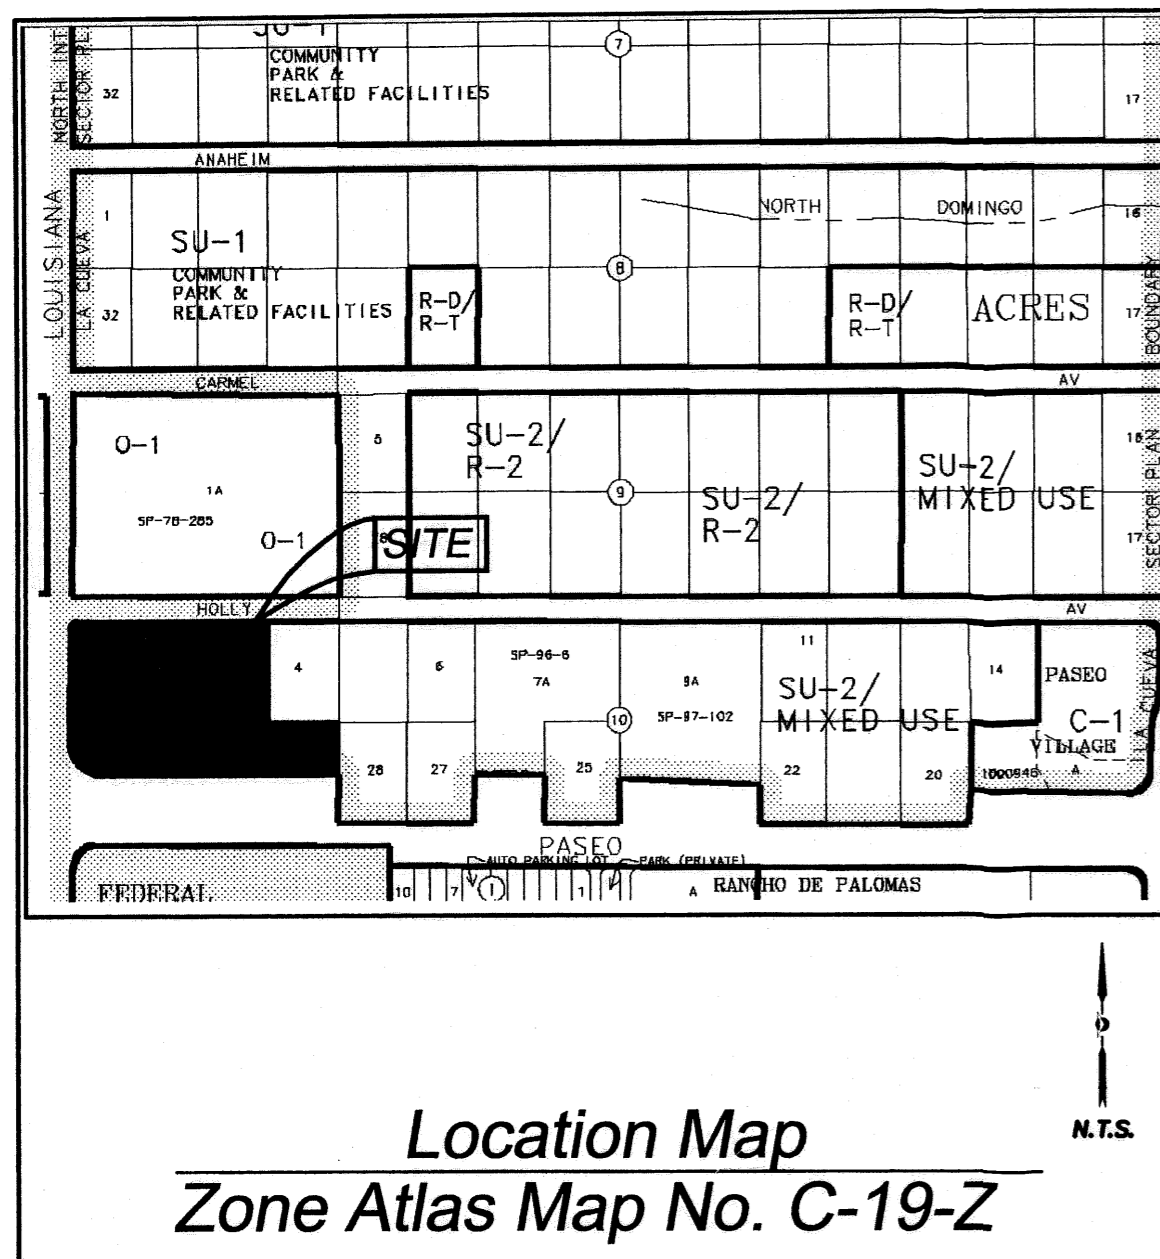 SU-1
COMMUNITY
PARK &
RELATED FACILITIES
7
32
17
NORTH INT
SECTOR PL
ANAHEIM
LOUISIANA
LA CUEVA
1
SU-1
COMMUNITY
PARK &
RELATED FACILITIES
32
R-D/
R-T
8
NORTH DOMINGO
16
R-D/
R-T
ACRES
17
BOUNDARY
CARMEL
AV
O-1
1A
SP-78-285
O-1
5
8
SITE
SU-2/
R-2
9
SU-2/
R-2
SU-2/
MIXED USE
16
17
SECTOR PLAN
HOLLY
AV
4
6
SP-96-6
7A
9A
SP-97-102
10
11
SU-2/
MIXED USE
14
PASEO
C-1
VILLAGE
1000945
A
LA CUEVA
28
27
25
22
20
PASEO
AUTO PARKING LOT
PARK (PRIVATE)
FEDERAL
10
7
1
1
A
RANCHO DE PALOMAS
N.T.S.
Location Map
Zone Atlas Map No. C-19-Z